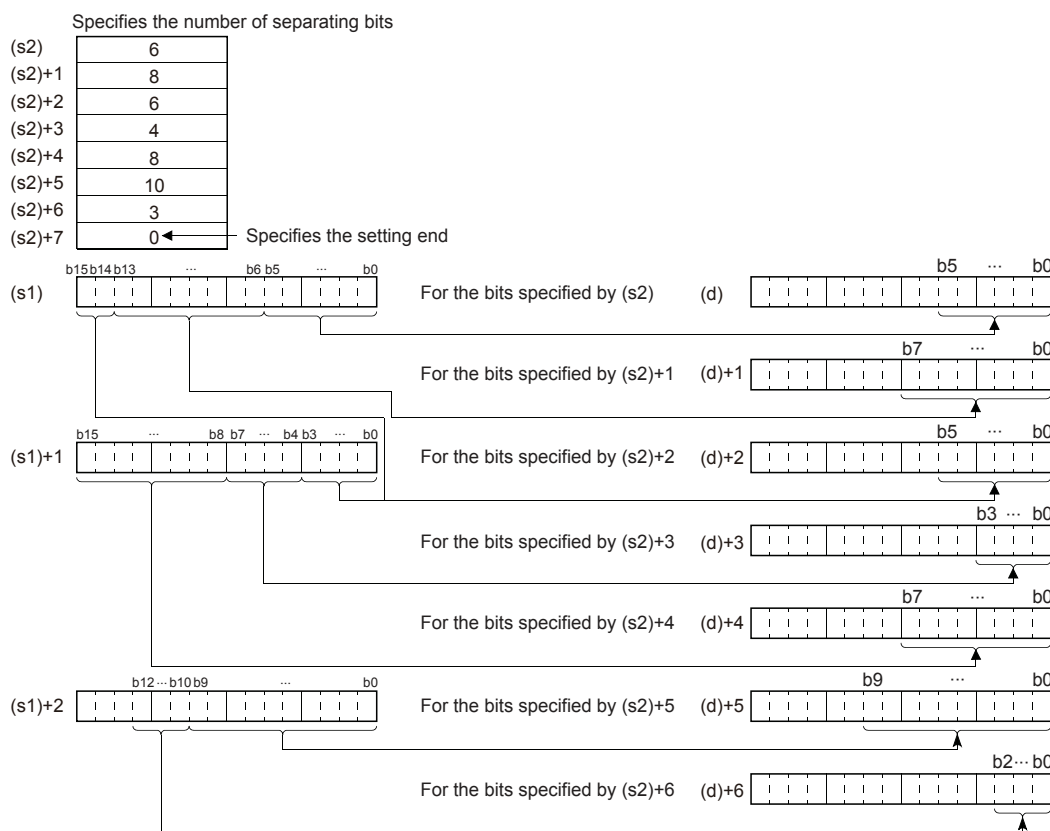 Specifies the number of separating bits
(s2) 6
(s2)+1 8
(s2)+2 6
(s2)+3 4
(s2)+4 8
(s2)+5 10
(s2)+6 3
(s2)+7 0 Specifies the setting end
b15 b14 b13 ... b6 b5 ... b0
b5 ... b0
(s1) For the bits specified by (s2) (d)
b7 ... b0
For the bits specified by (s2)+1 (d)+1
b15 ... b8 b7 ... b4 b3 ... b0
b5 ... b0
(s1)+1 For the bits specified by (s2)+2 (d)+2
b3 ... b0
For the bits specified by (s2)+3 (d)+3
b7 ... b0
For the bits specified by (s2)+4 (d)+4
b12 ... b10 b9 ... b0
b9 ... b0
(s1)+2 For the bits specified by (s2)+5 (d)+5
b2 ... b0
For the bits specified by (s2)+6 (d)+6